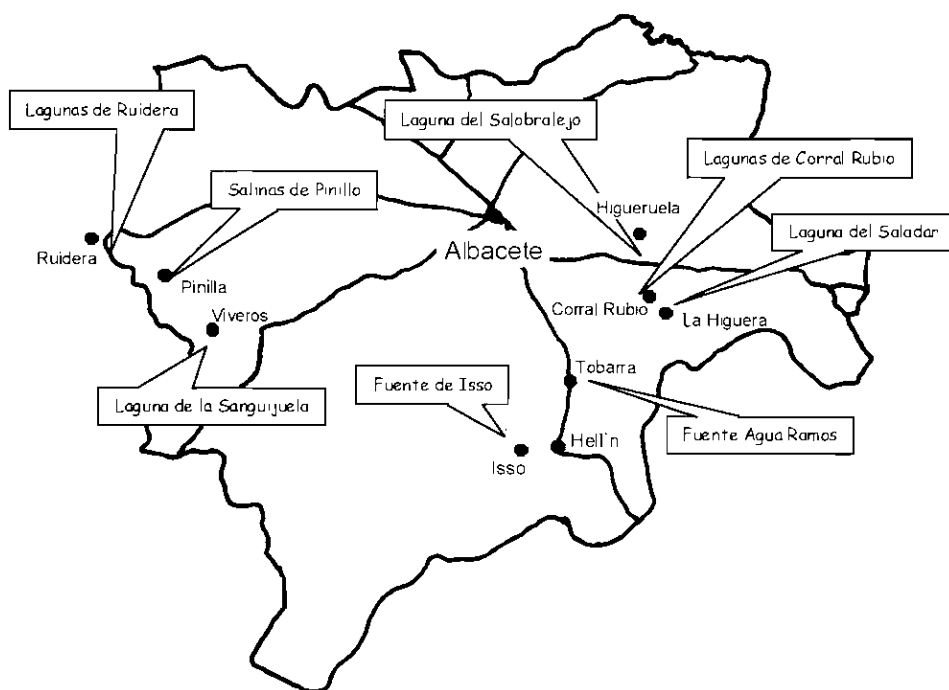 Lagunas de Ruidera
Laguna del Salobralejo
Lagunas de Corral Rubio
Salinas de Pinillo
Higueruela
Laguna del Saladar
Ruidera
Albacete
Pinilla
Corral Rubio
La Higuera
Viveros
Tobarra
Fuente de Isso
Laguna de la Sanguijuela
Fuente Agua Ramos
Hell`n
Isso